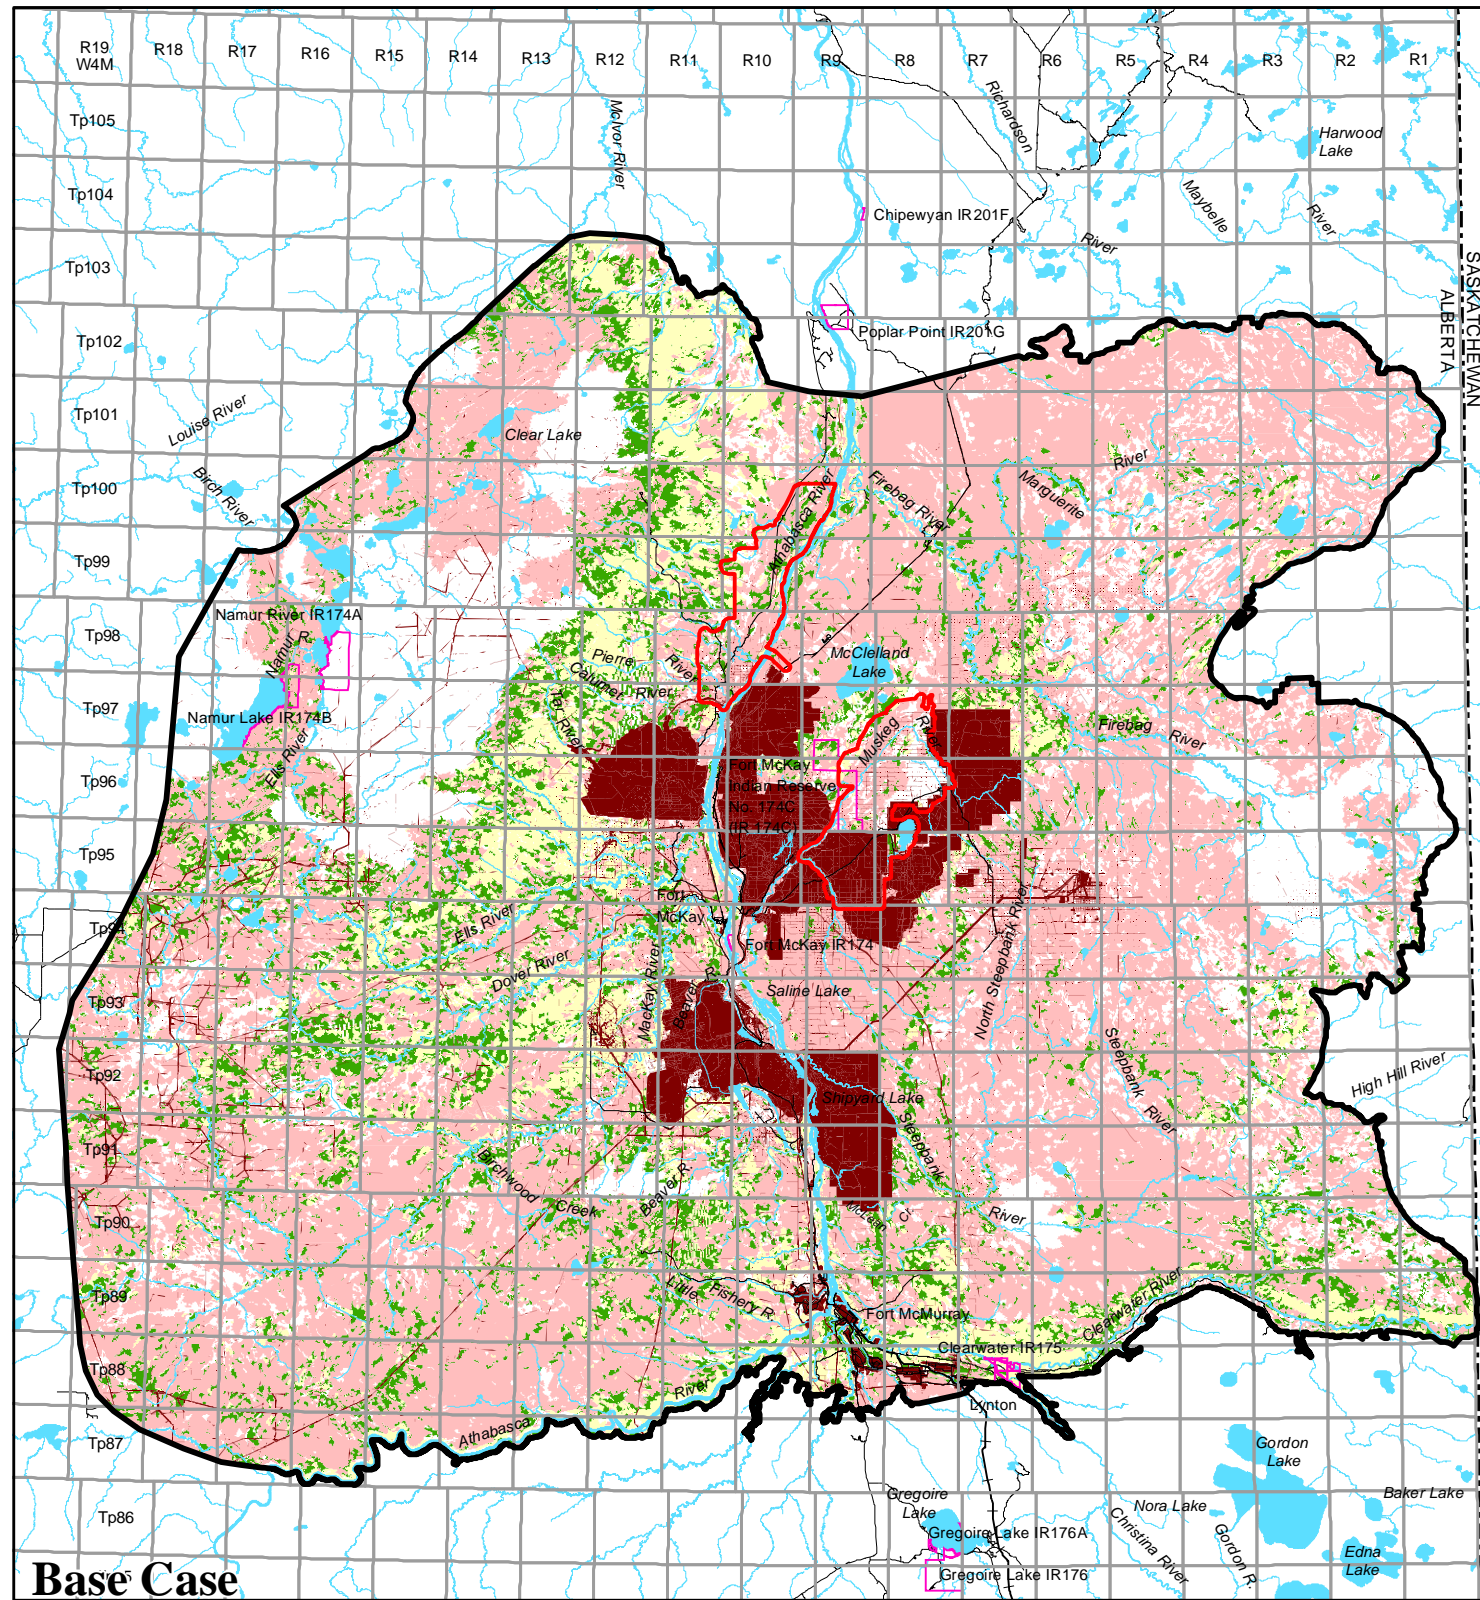 R19
W4M
R18
R17
R16
R15
R14
R13
R12
R11
R10
R9
R8
R7
R6
R5
R4
R3
R2
R1
Tp105
McIvor River
Richardson
Harwood
Lake
Tp104
Chipewyan IR201F
Maybelle
River
River
Tp103
SASKATCHEWAN
ALBERTA
Tp102
Poplar Point IR201G
Tp101
Louise River
Clear Lake
Tp100
Birch River
Athabasca River
Firebag River
Marguerite
River
Tp99
Namur River IR174A
Tp98
Namur
R.
Pierre
River
Calumet
River
McClelland
Lake
Tp97
Namur Lake IR174B
Tar River
Muskeg
River
Firebag
River
Tp96
Ells River
Fort McKay
Indian Reserve
No. 174C
(IR 174C)
Tp95
Fort
McKay
Tp94
Ells River
Fort McKay IR174
North Steepbank River
Dover River
MacKay River
Beaver R.
Saline Lake
Tp93
Steepbank
River
Tp92
High Hill River
Shipyard Lake
Steepbank
River
Tp91
Birchwood
Creek
Beaver R.
McLean
Cr.
Tp90
Little
Fishery R.
Tp89
Fort McMurray
Clearwater River
Clearwater IR175
Tp88
River
Lynton
Athabasca
Tp87
Gordon
Lake
Gregoire
Lake
Nora Lake
Baker Lake
Tp86
Gregoire Lake IR176A
Christina River
Gordon R.
Edna
Lake
Gregoire Lake IR176
Base Case